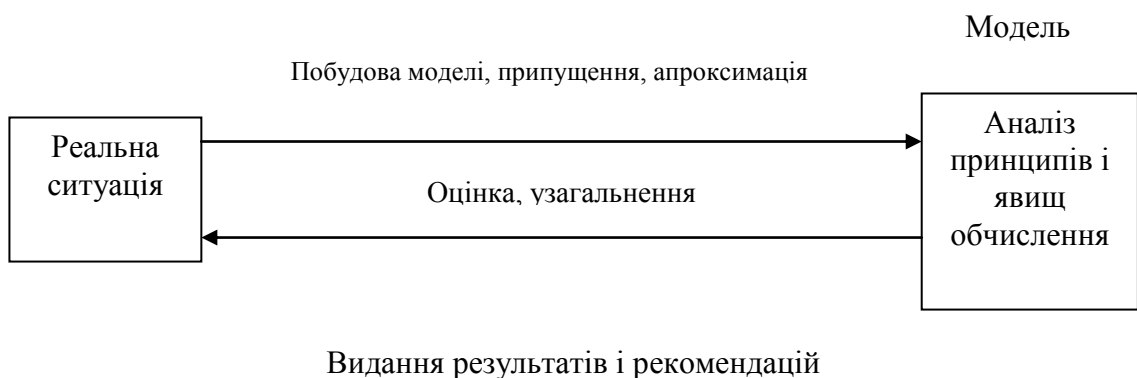 Модель
Побудова моделі, припущення, апроксимація
Реальна
ситуація
Аналіз
принципів і
явищ
обчислення
Оцінка, узагальнення
Видання результатів і рекомендацій